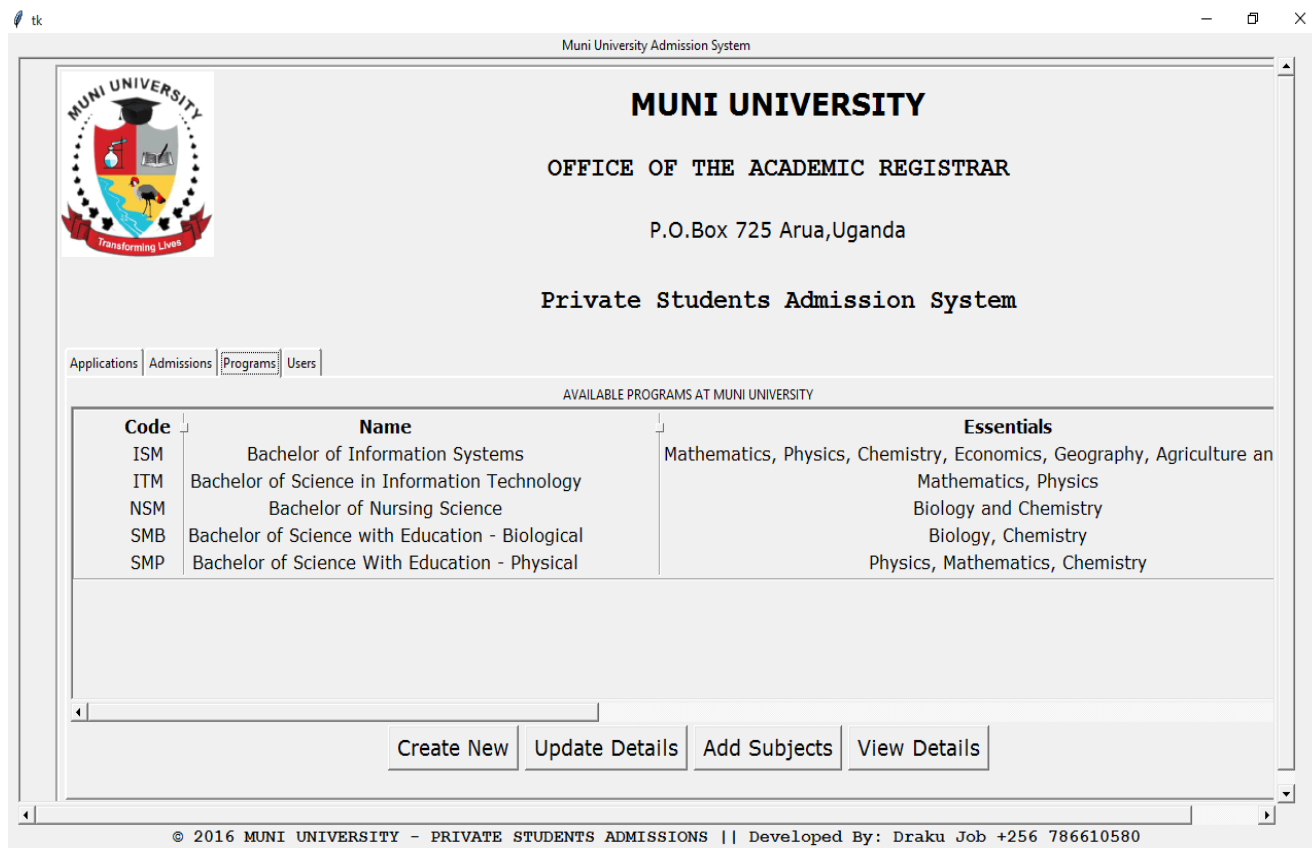 tk
Muni University Admission System
MUNI UNIVERSITY
Transforming Lives
MUNI UNIVERSITY
OFFICE OF THE ACADEMIC REGISTRAR
P.O.Box 725 Arua,Uganda
Private Students Admission System
Applications Admissions Programs Users
AVAILABLE PROGRAMS AT MUNI UNIVERSITY
Code Name Essentials
ISM Bachelor of Information Systems Mathematics, Physics, Chemistry, Economics, Geography, Agriculture an
ITM Bachelor of Science in Information Technology Mathematics, Physics
NSM Bachelor of Nursing Science Biology and Chemistry
SMB Bachelor of Science with Education - Biological Biology, Chemistry
SMP Bachelor of Science With Education - Physical Physics, Mathematics, Chemistry
Create New Update Details Add Subjects View Details
© 2016 MUNI UNIVERSITY - PRIVATE STUDENTS ADMISSIONS || Developed By: Draku Job +256 786610580